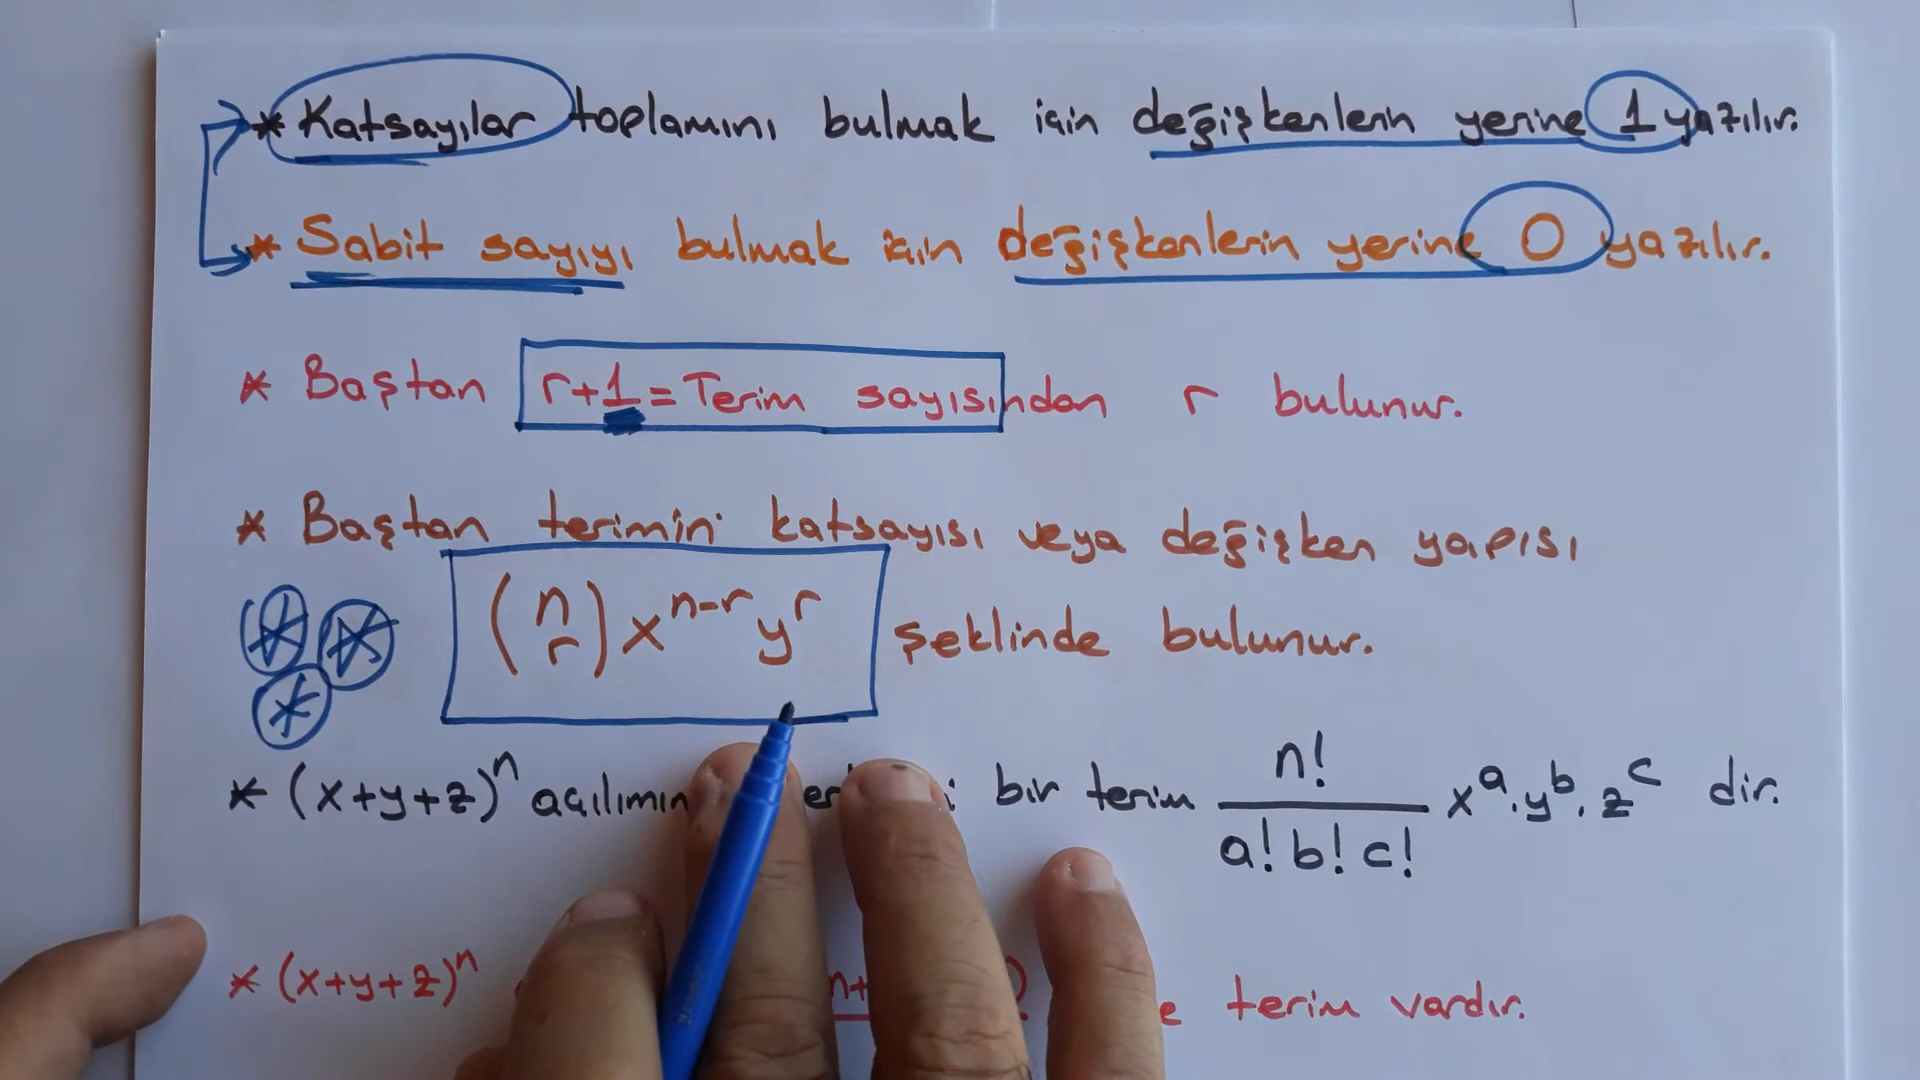 * Katsayılar toplamını bulmak için değişkenlerin yerine 1 yazılır.
* Sabit sayıyı bulmak için değişkenlerin yerine 0 yazılır.
* Baştan r+1=Terim sayısından r bulunur.
* Baştan terimin katsayısı veya değişken yapısı
(n r) x^(n-r) y^r şeklinde bulunur.
* (x+y+z)^n bir terim n!/(a! b! c!) x^a.y^b.z^c dir.
* (x+y+z)^n terim vardır.